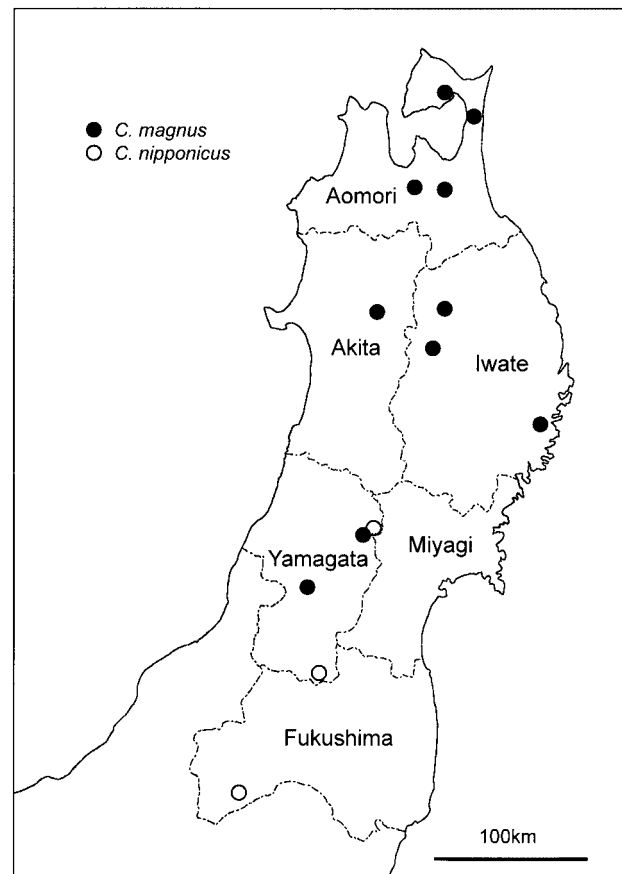 C. magnus
C. nipponicus
Aomori
Akita
Iwate
Yamagata
Miyagi
Fukushima
100km